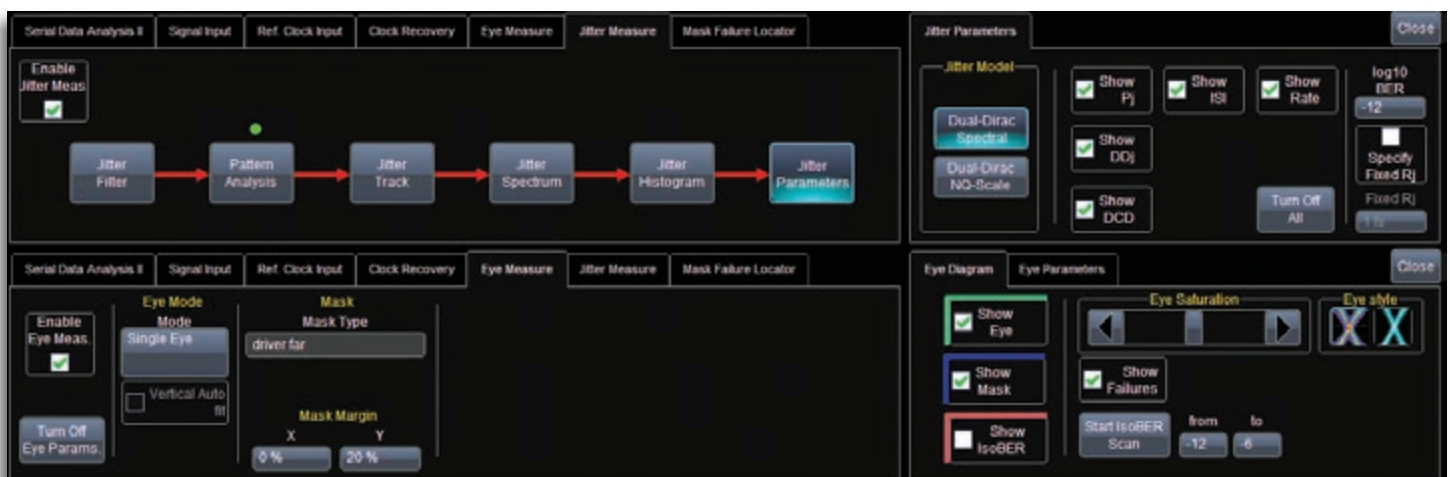 Serial Data Analysis II Signal Input Ref. Clock Input Clock Recovery Eye Measure Jitter Measure Mask Failure Locator
Enable
Jitter Meas.
Jitter
Filter
Pattern
Analysis
Jitter
Track
Jitter
Spectrum
Jitter
Histogram
Jitter
Parameters
Jitter Parameters
Close
Jitter Model
Dual-Dirac
Spectral
Dual-Dirac
NQ-Scale
Show
Pj
Show
ISI
Show
Rate
Show
DDj
Show
DCD
Turn Off
All
log10
BER
-12
Specify
Fixed Rj
Fixed Rj
1 fs
Serial Data Analysis II Signal Input Ref. Clock Input Clock Recovery Eye Measure Jitter Measure Mask Failure Locator
Enable
Eye Meas.
Turn Off
Eye Params.
Eye Mode
Mode
Single Eye
Vertical Auto
fit
Mask
Mask Type
driver far
Mask Margin
X Y
0 % 20 %
Eye Diagram Eye Parameters
Close
Show
Eye
Show
Mask
Show
IsoBER
Eye Saturation
Eye style
Show
Failures
Start IsoBER
Scan
from to
-12 -6